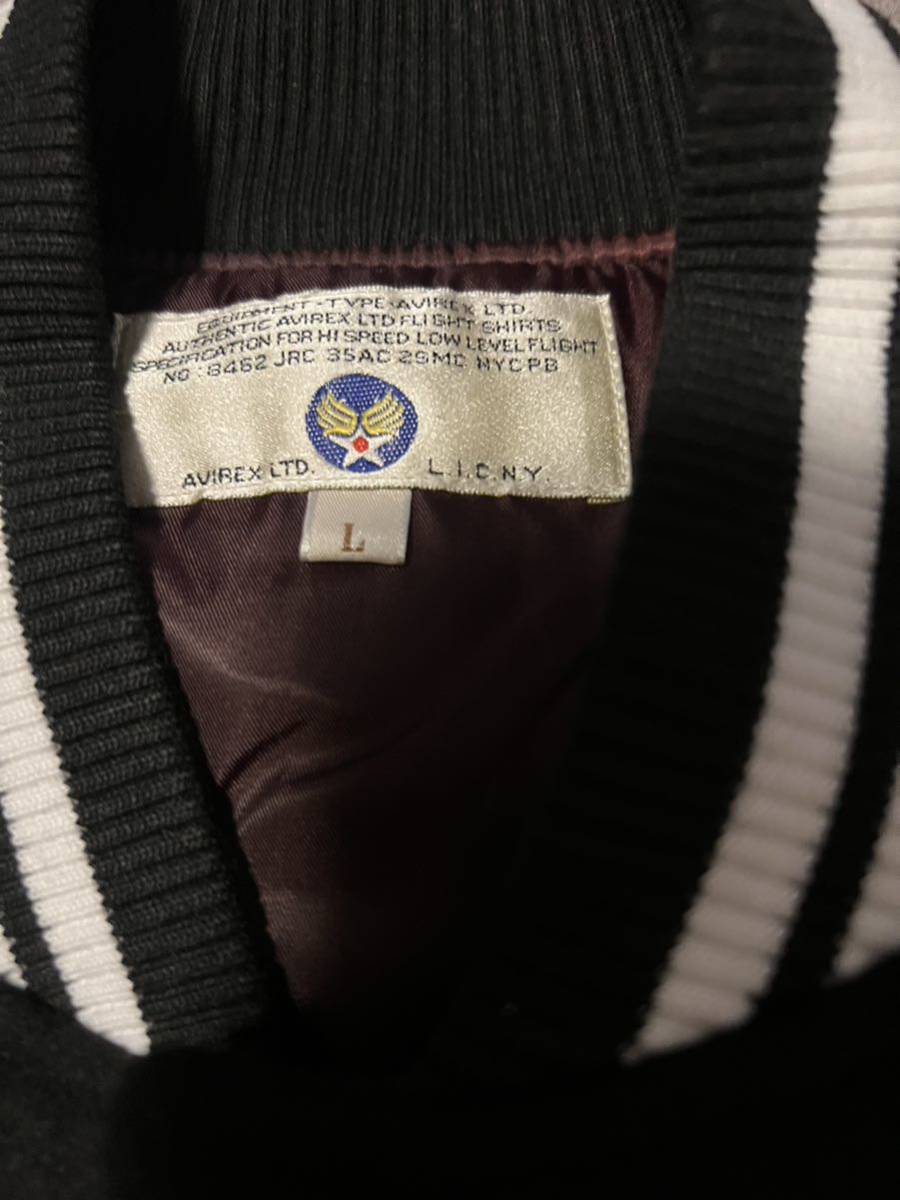 EQUIPMENT-TYPE-AVIREX LTD.
AUTHENTIC AVIREX LTD FLIGHT SHIRTS
SPECIFICATION FOR HI SPEED LOW LEVEL FLIGHT
NO : 8462 JRC 35AC 29MC NYCPB
AVIREX LTD. L.I.C.N.Y.
L